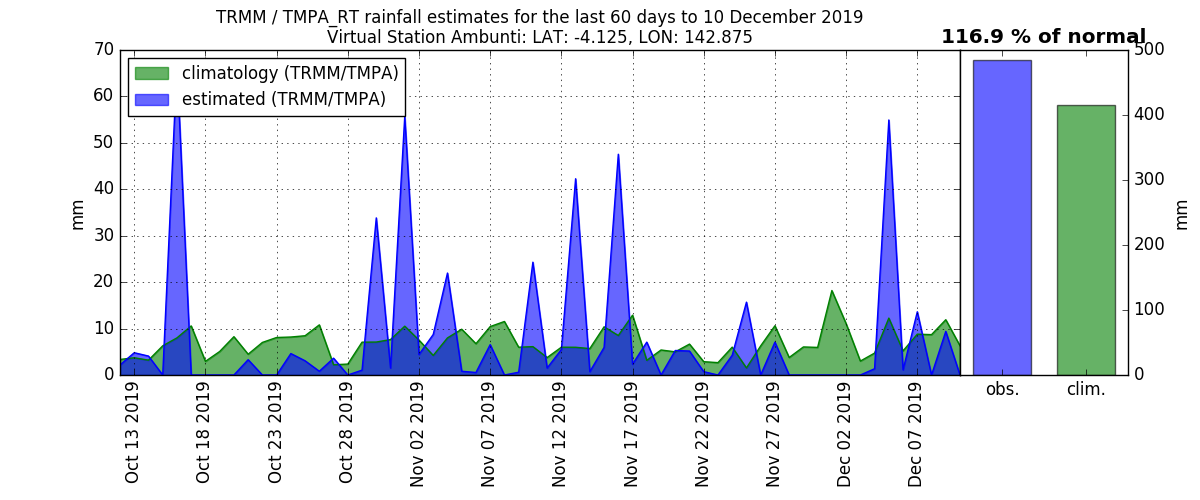 TRMM / TMPA_RT rainfall estimates for the last 60 days to 10 December 2019
Virtual Station Ambunti: LAT: -4.125, LON: 142.875
116.9 % of normal
climatology (TRMM/TMPA)
estimated (TRMM/TMPA)
70
60
50
40
30
20
10
0
mm
Oct 13 2019
Oct 18 2019
Oct 23 2019
Oct 28 2019
Nov 02 2019
Nov 07 2019
Nov 12 2019
Nov 17 2019
Nov 22 2019
Nov 27 2019
Dec 02 2019
Dec 07 2019
obs.
clim.
500
400
300
200
100
0
mm